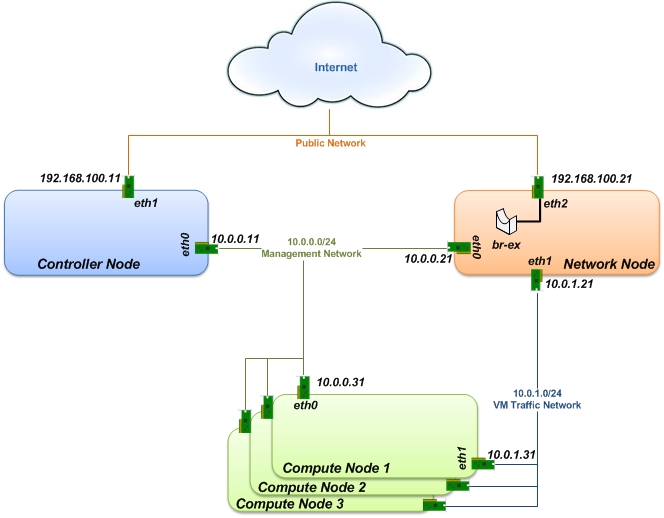 Internet
Public Network
192.168.100.11
192.168.100.21
eth1
eth2
br-ex
eth0
10.0.0.11
10.0.0.0/24
Management Network
10.0.0.21
eth0
Controller Node
eth1
Network Node
10.0.1.21
10.0.0.31
eth0
10.0.1.0/24
VM Traffic Network
eth1
10.0.1.31
Compute Node 1
Compute Node 2
Compute Node 3